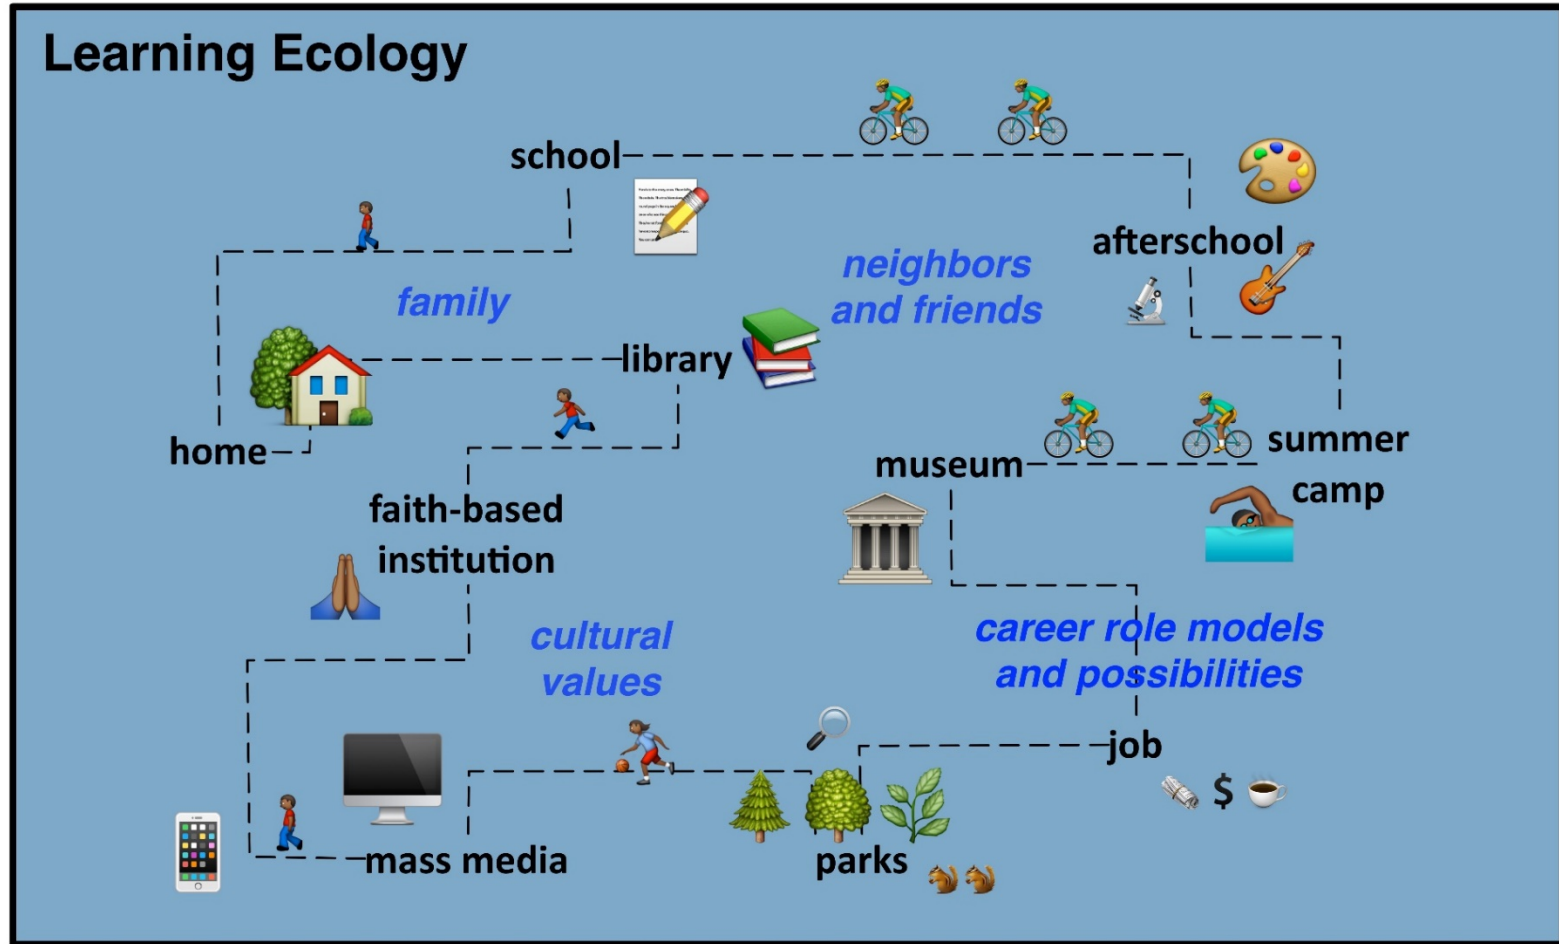 Learning Ecology
school
afterschool
neighbors
and friends
family
library
home
summer
camp
museum
faith-based
institution
cultural
values
career role models
and possibilities
job
$
mass media
parks